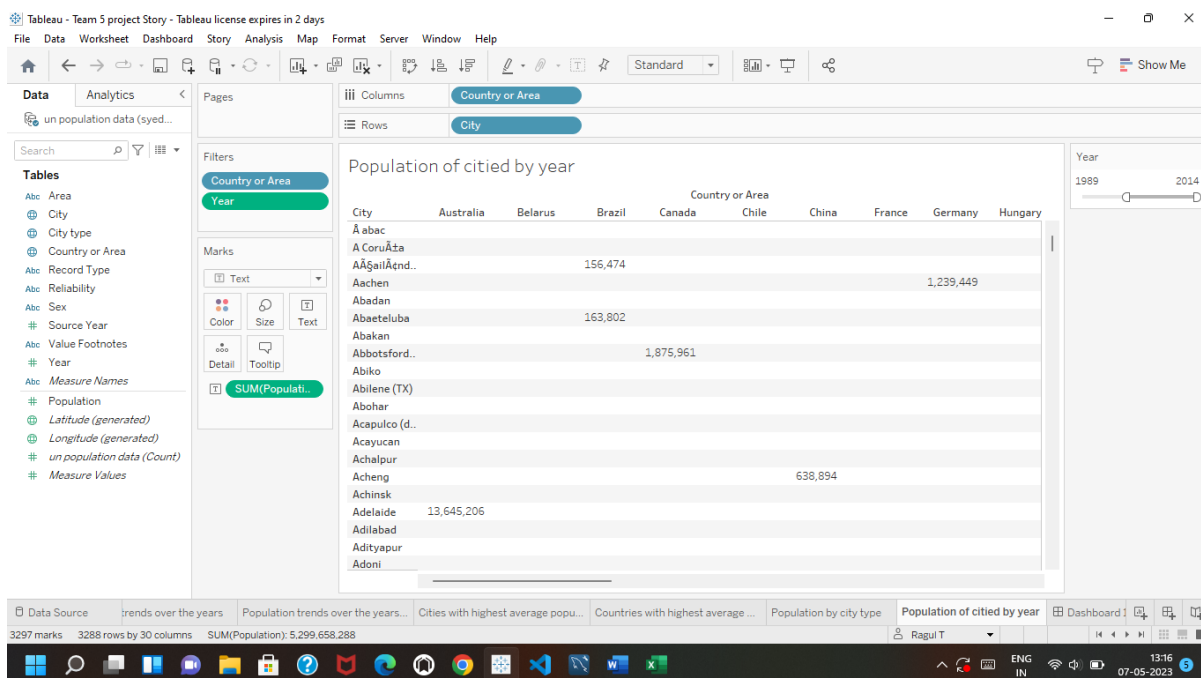 Tableau - Team 5 project Story - Tableau license expires in 2 days
File Data Worksheet Dashboard Story Analysis Map Format Server Window Help
Standard
Show Me
Data Analytics
un population data (syed...
Search
Tables
Abc Area
City
City type
Country or Area
Abc Record Type
Abc Reliability
Abc Sex
# Source Year
Abc Value Footnotes
# Year
Abc Measure Names
# Population
Latitude (generated)
Longitude (generated)
# un population data (Count)
# Measure Values
Pages
Filters
Country or Area
Year
Marks
Text
Color Size Text
Detail Tooltip
SUM(Populati..
Columns Country or Area
Rows City
Population of citied by year
Country or Area
City Australia Belarus Brazil Canada Chile China France Germany Hungary
Å abac
A CoruÃ±a
AÃ§ailÃ¢nd.. 156,474
Aachen 1,239,449
Abadan
Abaeteluba 163,802
Abakan
Abbotsford.. 1,875,961
Abiko
Abilene (TX)
Abohar
Acapulco (d..
Acayucan
Achalpur
Acheng 638,894
Achinsk
Adelaide 13,645,206
Adilabad
Adityapur
Adoni
Year
1989 2014
Data Source trends over the years Population trends over the years... Cities with highest average popu... Countries with highest average ... Population by city type Population of citied by year Dashboard 1
3297 marks 3288 rows by 30 columns SUM(Population): 5,299,658,288 Ragul T
ENG
IN
13:16
07-05-2023
5